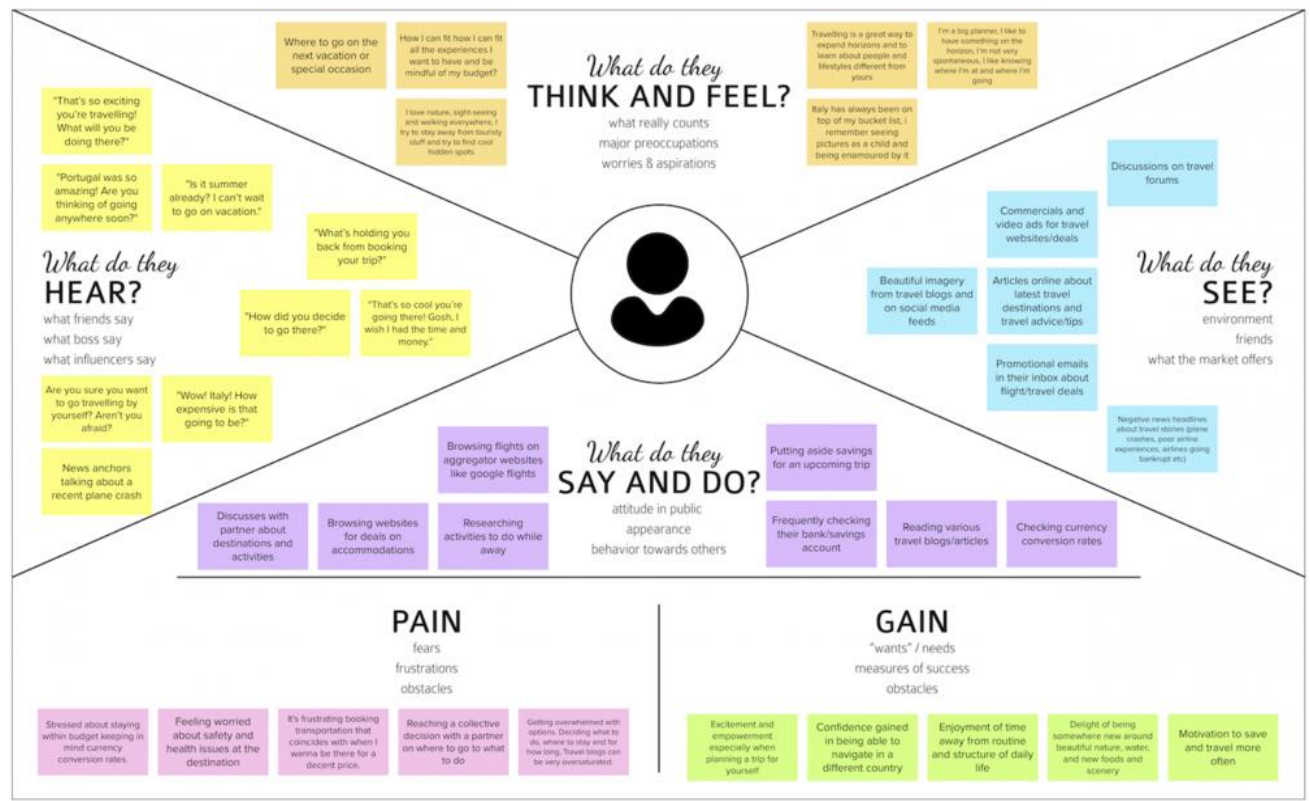 Where to go on the
next vacation or
special occasion
How I can fit how I can fit
all the experiences I
want to have and be
mindful of my budget?
I love nature, sight-seeing
and walking everywhere, I
try to stay away from touristy
stuff and try to find cool
hidden spots
What do they
THINK AND FEEL?
what really counts
major preoccupations
worries & aspirations
Travelling is a great way to
expand horizons and to
learn about people and
lifestyles different from
yours
I'm a big planner, I like to
have something on the
horizon, I'm not very
spontaneous, I like knowing
where I'm at and where I'm
going
Italy has always been on
top of my bucket list, i
remember seeing
pictures as a child and
being enamoured by it
"That's so exciting
you're travelling!
What will you be
doing there?"
"Portugal was so
amazing! Are you
thinking of going
anywhere soon?"
"Is it summer
already? I can't wait
to go on vacation."
"What's holding you
back from booking
your trip?"
What do they
HEAR?
what friends say
what boss say
what influencers say
"How did you decide
to go there?"
"That's so cool you're
going there! Gosh, I
wish I had the time and
money."
Are you sure you want
to go travelling by
yourself? Aren't you
afraid?
"Wow! Italy! How
expensive is that
going to be?"
News anchors
talking about a
recent plane crash
Discussions on travel
forums
Commercials and
video ads for travel
websites/deals
Beautiful imagery
from travel blogs and
on social media
feeds
Articles online about
latest travel
destinations and
travel advice/tips
Promotional emails
in their inbox about
flight/travel deals
Negative news headlines
about travel stories (plane
crashes, poor airline
experiences, airlines going
bankrupt etc)
What do they
SEE?
environment
friends
what the market offers
Browsing flights on
aggregator websites
like google flights
Discusses with
partner about
destinations and
activities
Browsing websites
for deals on
accommodations
Researching
activities to do while
away
What do they
SAY AND DO?
attitude in public
appearance
behavior towards others
Putting aside savings
for an upcoming trip
Frequently checking
their bank/savings
account
Reading various
travel blogs/articles
Checking currency
conversion rates
PAIN
fears
frustrations
obstacles
Stressed about staying
within budget keeping in
mind currency
conversion rates.
Feeling worried
about safety and
health issues at the
destination
It's frustrating booking
transportation that
coincides with when I
wanna be there for a
decent price.
Reaching a collective
decision with a partner
on where to go to what
to do
Getting overwhelmed with
options. Deciding what to
do, where to stay and for
how long, Travel blogs can
be very oversaturated.
GAIN
"wants" / needs
measures of success
obstacles
Excitement and
empowerment
especially when
planning a trip for
yourself
Confidence gained
in being able to
navigate in a
different country
Enjoyment of time
away from routine
and structure of daily
life
Delight of being
somewhere new around
beautiful nature, water,
and new foods and
scenery
Motivation to save
and travel more
often